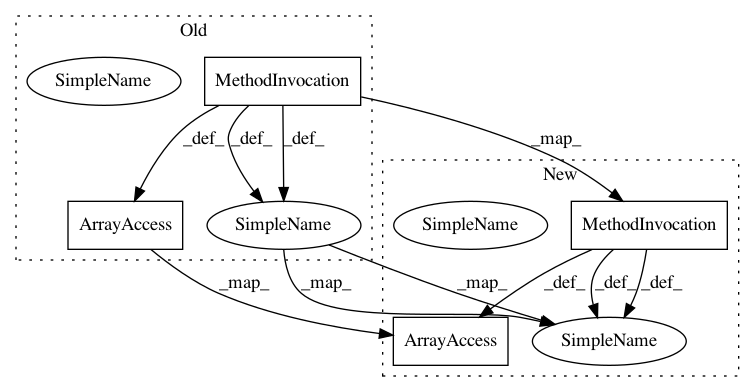 Old
SimpleName
MethodInvocation
_def_
_def_
_def_
_map_
New
ArrayAccess
SimpleName
SimpleName
MethodInvocation
_map_
_map_
_map_
_def_
_def_
_def_
ArrayAccess
SimpleName